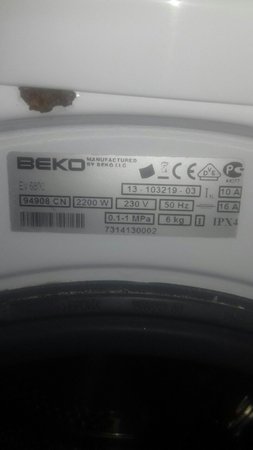 BEKO MANUFACTURED BY BEKO LLC
13 - 103219 - 03 10 A
94908 CN 2200 W 230 V 50 Hz 16 A
0.1-1 MPa 6 kg IPX4
7314130002